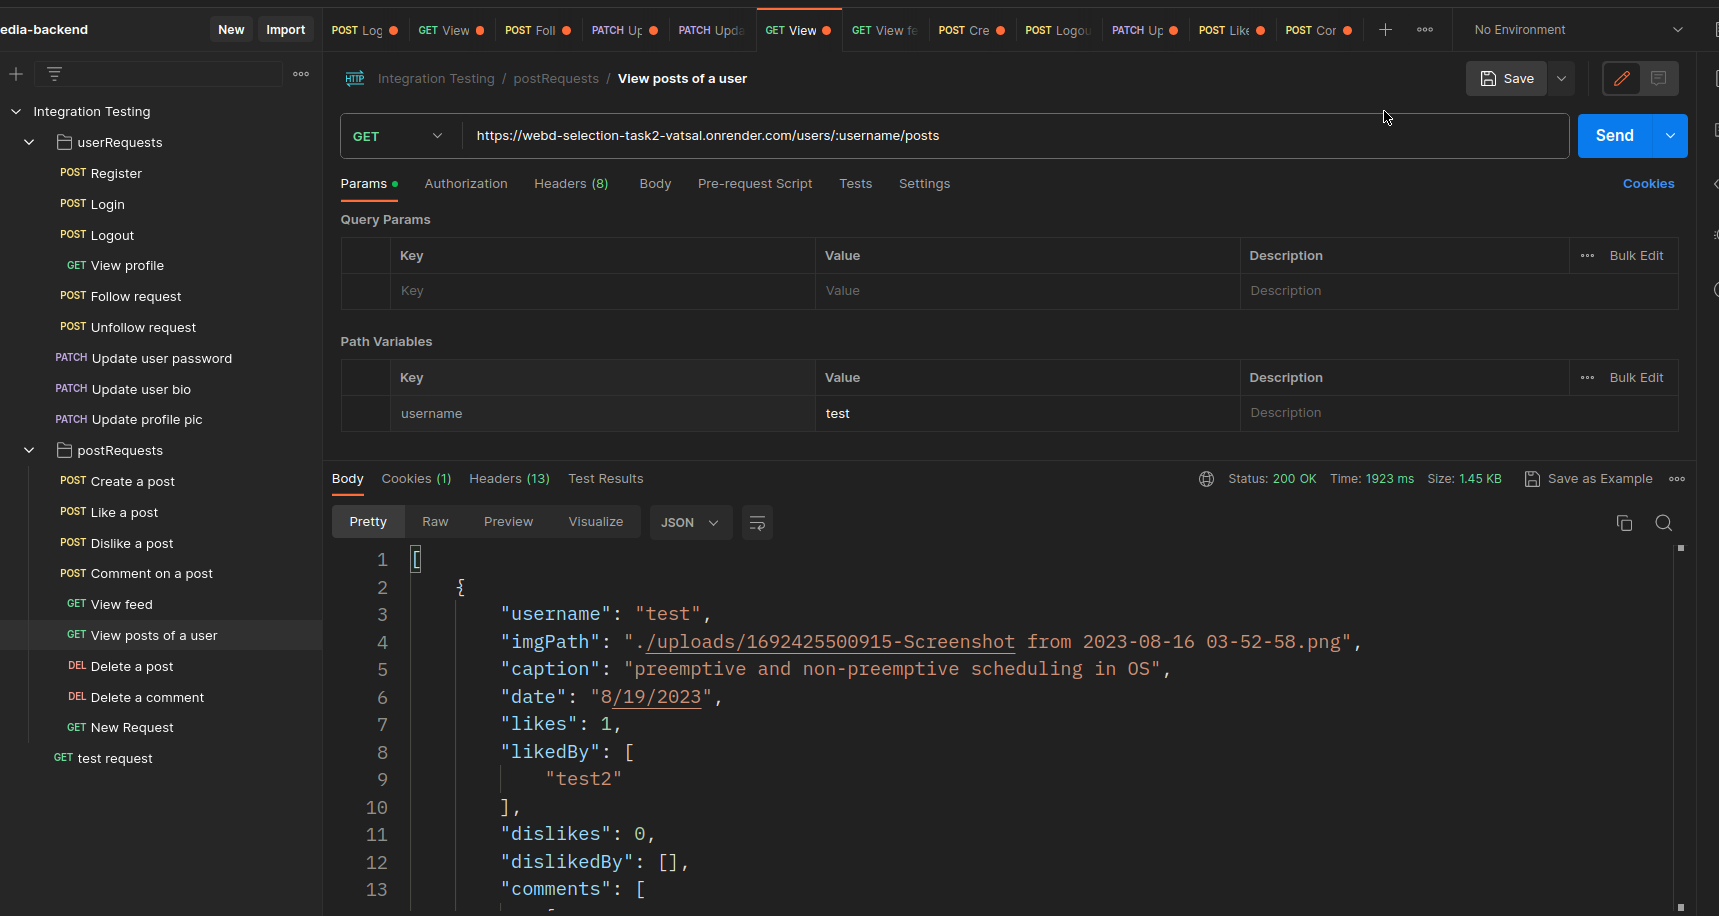 edia-backend
New
Import
POST Log
GET View
POST Foll
PATCH Up
PATCH Upda
GET View
GET View fe
POST Cre
POST Logou
PATCH Up
POST Like
POST Cor
No Environment
Integration Testing / postRequests / View posts of a user
Save
Integration Testing
userRequests
POST Register
POST Login
POST Logout
GET View profile
POST Follow request
POST Unfollow request
PATCH Update user password
PATCH Update user bio
PATCH Update profile pic
postRequests
POST Create a post
POST Like a post
POST Dislike a post
POST Comment on a post
GET View feed
GET View posts of a user
DEL Delete a post
DEL Delete a comment
GET New Request
GET test request
HTTP
GET
https://webd-selection-task2-vatsal.onrender.com/users/:username/posts
Send
Params
Authorization
Headers (8)
Body
Pre-request Script
Tests
Settings
Cookies
Query Params
Key Value Description Bulk Edit
Key Value Description
Path Variables
Key Value Description Bulk Edit
username test Description
Body
Cookies (1)
Headers (13)
Test Results
Status: 200 OK Time: 1923 ms Size: 1.45 KB
Save as Example
Pretty
Raw
Preview
Visualize
JSON
1 [
2 {
3 "username": "test",
4 "imgPath": "./uploads/1692425500915-Screenshot from 2023-08-16 03-52-58.png",
5 "caption": "preemptive and non-preemptive scheduling in OS",
6 "date": "8/19/2023",
7 "likes": 1,
8 "likedBy": [
9 "test2"
10 ],
11 "dislikes": 0,
12 "dislikedBy": [],
13 "comments": [